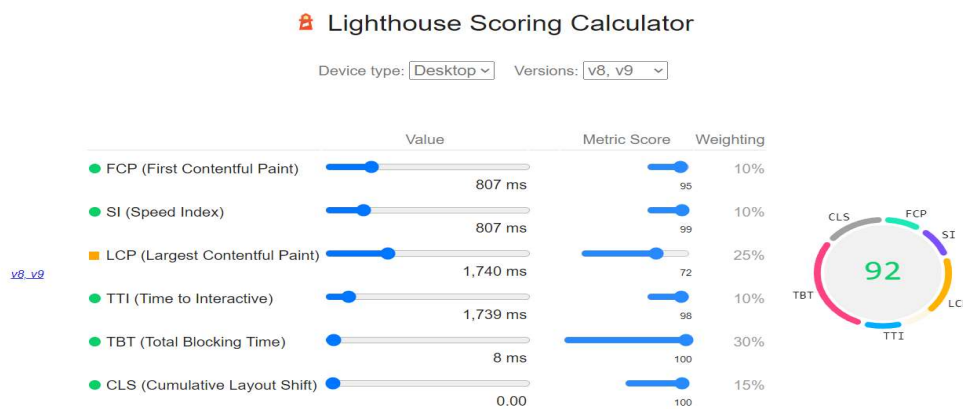 Lighthouse Scoring Calculator
Device type: Desktop Versions: v8, v9
Value Metric Score Weighting
FCP (First Contentful Paint) 10%
807 ms 95
SI (Speed Index) 10%
807 ms 99
LCP (Largest Contentful Paint) 25%
1,740 ms 72
v8, v9
TTI (Time to Interactive) 10%
1,739 ms 98
TBT (Total Blocking Time) 30%
8 ms 100
CLS (Cumulative Layout Shift) 15%
0.00 100
CLS FCP
SI
92
TBT LC
TTI